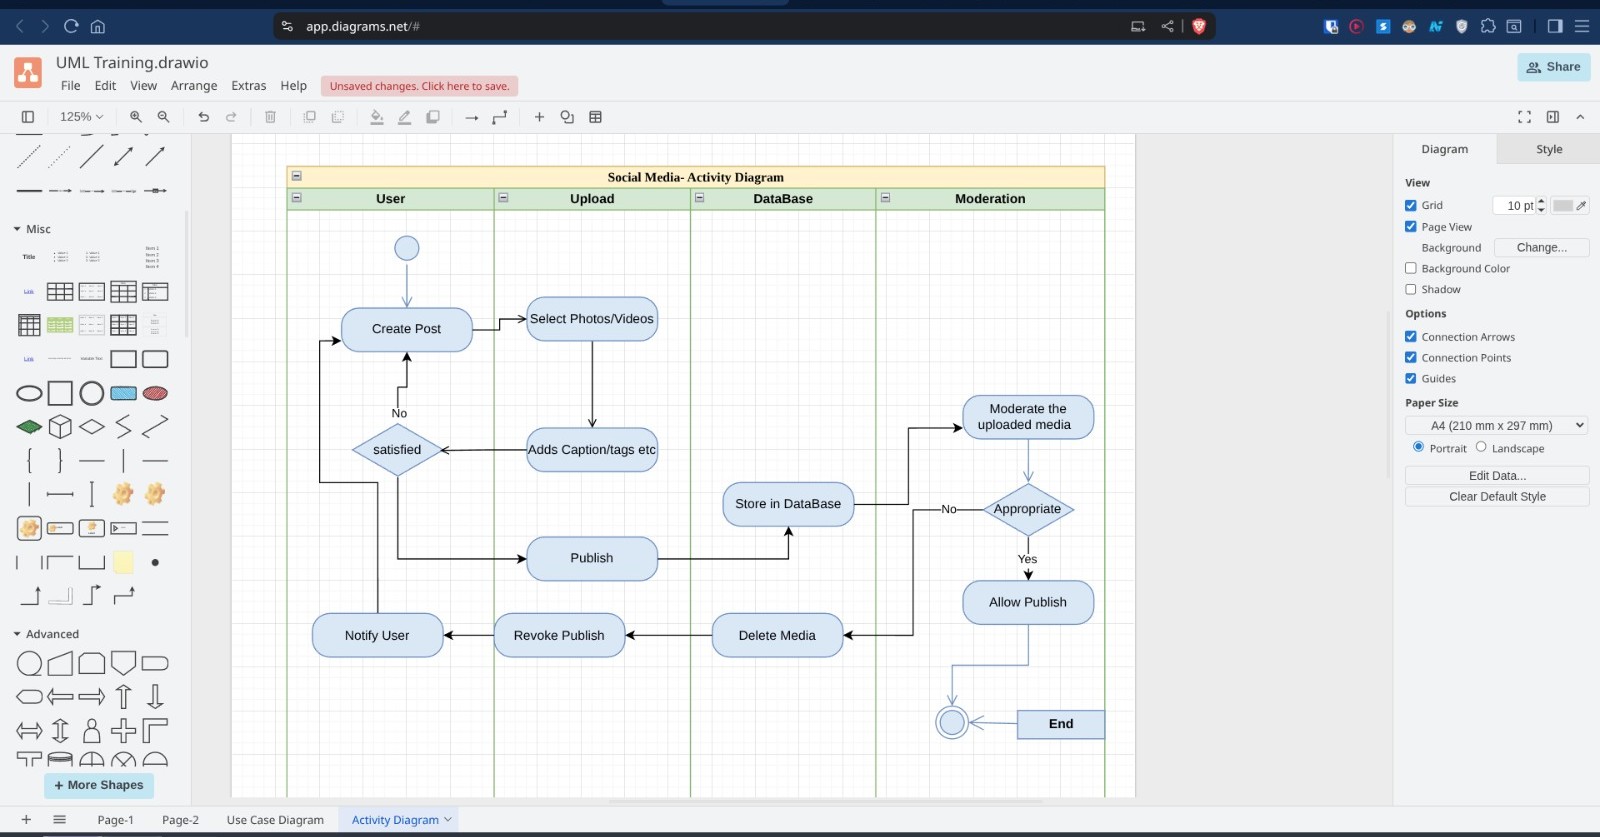 app.diagrams.net/#
UML Training.drawio
File Edit View Arrange Extras Help Unsaved changes. Click here to save.
Share
125%
Misc
Title
Link
Link
Advanced
+ More Shapes
Social Media- Activity Diagram
User Upload DataBase Moderation
Create Post
Select Photos/Videos
No
satisfied
Adds Caption/tags etc
Moderate the
uploaded media
Store in DataBase
No
Appropriate
Publish
Yes
Allow Publish
Notify User
Revoke Publish
Delete Media
End
Diagram Style
View
Grid 10 pt
Page View
Background Change...
Background Color
Shadow
Options
Connection Arrows
Connection Points
Guides
Paper Size
A4 (210 mm x 297 mm)
Portrait Landscape
Edit Data...
Clear Default Style
Page-1 Page-2 Use Case Diagram Activity Diagram